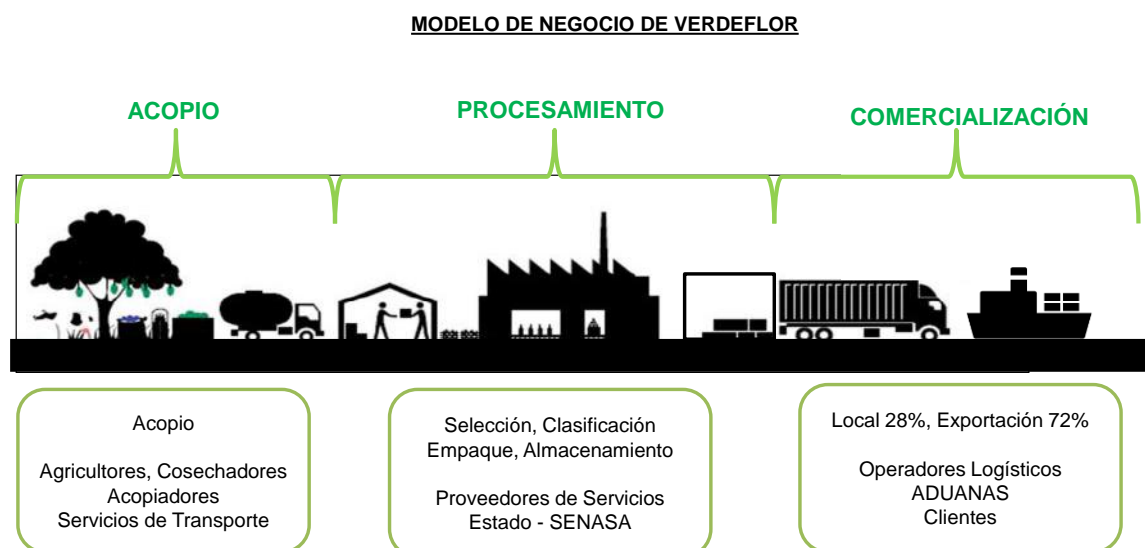 MODELO DE NEGOCIO DE VERDEFLOR
ACOPIO
PROCESAMIENTO
COMERCIALIZACIÓN
Acopio
Agricultores, Cosechadores
Acopiadores
Servicios de Transporte
Selección, Clasificación
Empaque, Almacenamiento
Proveedores de Servicios
Estado - SENASA
Local 28%, Exportación 72%
Operadores Logísticos
ADUANAS
Clientes